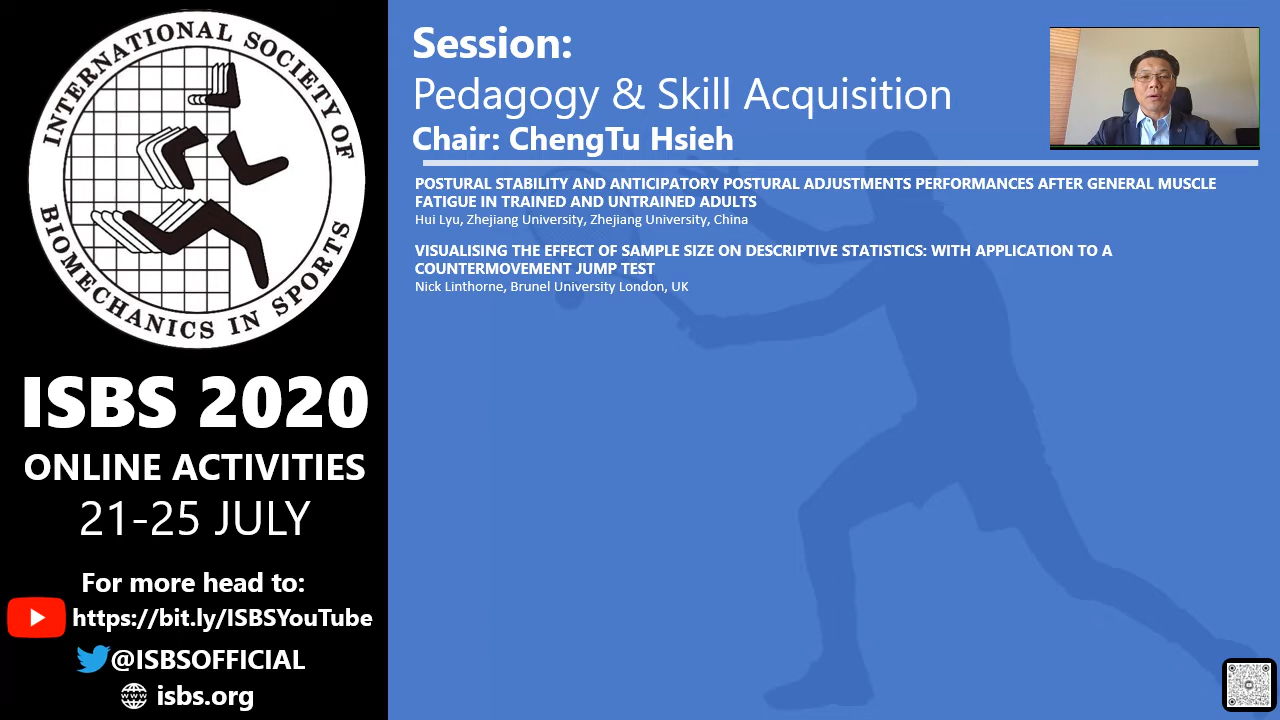 INTERNATIONAL SOCIETY OF
BIOMECHANICS IN SPORTS
ISBS 2020
ONLINE ACTIVITIES
21-25 JULY
For more head to:
https://bit.ly/ISBSYouTube
@ISBSOFFICIAL
www
isbs.org
Session:
Pedagogy & Skill Acquisition
Chair: ChengTu Hsieh
POSTURAL STABILITY AND ANTICIPATORY POSTURAL ADJUSTMENTS PERFORMANCES AFTER GENERAL MUSCLE
FATIGUE IN TRAINED AND UNTRAINED ADULTS
Hui Lyu, Zhejiang University, Zhejiang University, China
VISUALISING THE EFFECT OF SAMPLE SIZE ON DESCRIPTIVE STATISTICS: WITH APPLICATION TO A
COUNTERMOVEMENT JUMP TEST
Nick Linthorne, Brunel University London, UK